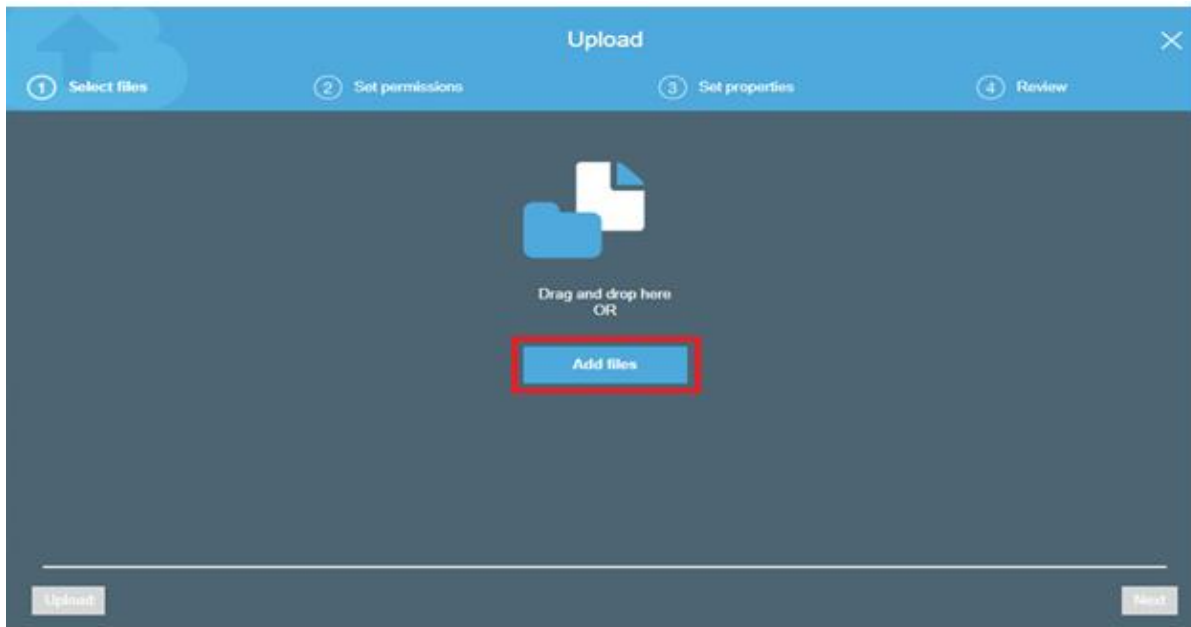 Upload
1 Select files
2 Set permissions
3 Set properties
4 Review
Drag and drop here
OR
Add files
Upload
Next